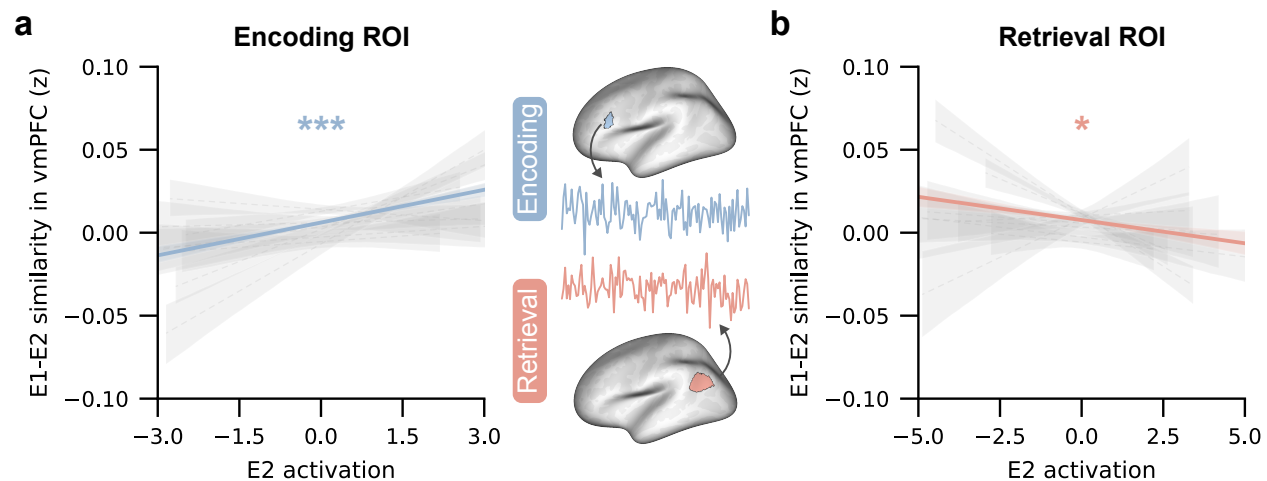 a
Encoding ROI
E1-E2 similarity in vmPFC (z)
0.10
0.05
0.00
−0.05
−0.10
***
−3.0 −1.5 0.0 1.5 3.0
E2 activation
Encoding
Retrieval
b
Retrieval ROI
E1-E2 similarity in vmPFC (z)
0.10
0.05
0.00
−0.05
−0.10
*
−5.0 −2.5 0.0 2.5 5.0
E2 activation